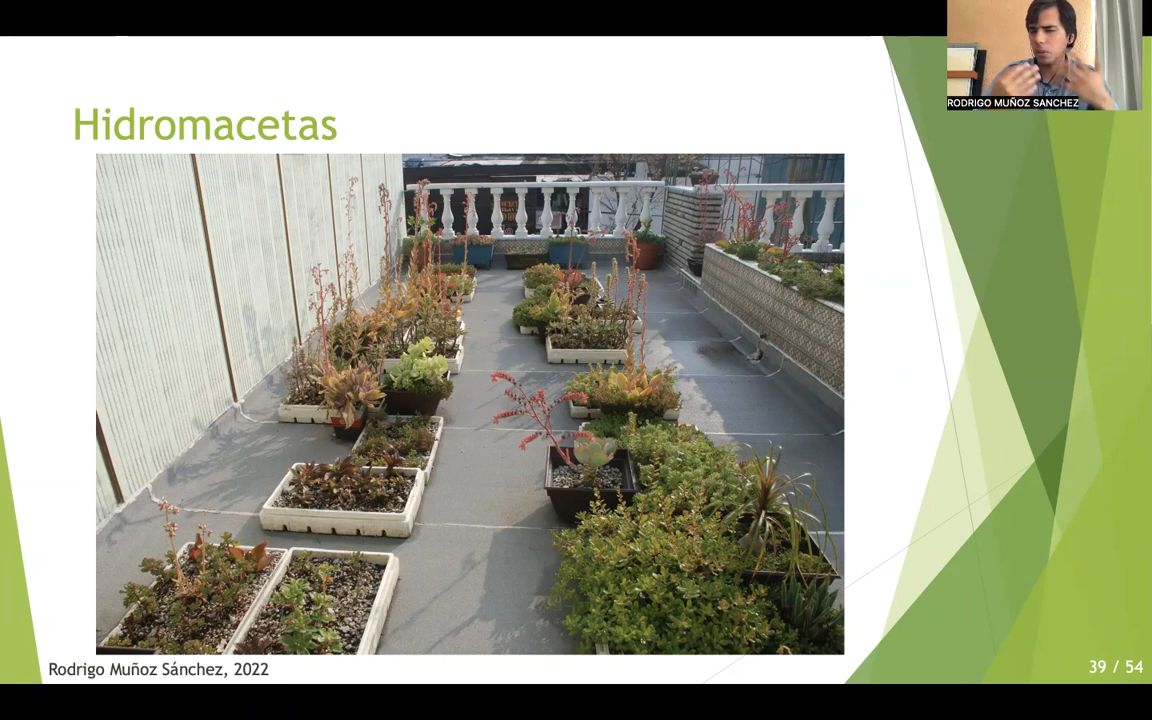 RODRIGO MUÑOZ SANCHEZ
Hidromacetas
Rodrigo Muñoz Sánchez, 2022
39 / 54